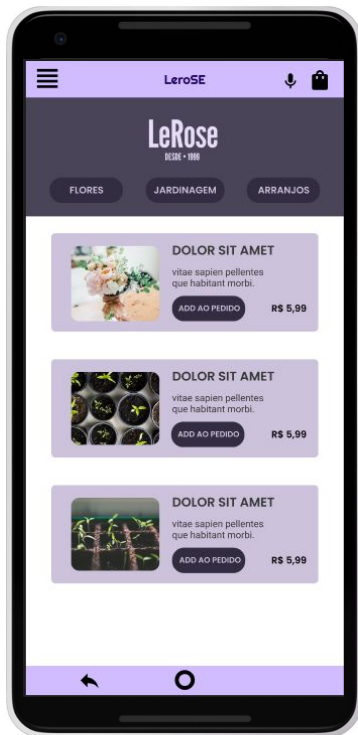 LeroSE
LeRose
DESDE • 1990
FLORES JARDINAGEM ARRANJOS
DOLOR SIT AMET
vitae sapien pellentes
que habitant morbi.
ADD AO PEDIDO R$ 5,99
DOLOR SIT AMET
vitae sapien pellentes
que habitant morbi.
ADD AO PEDIDO R$ 5,99
DOLOR SIT AMET
vitae sapien pellentes
que habitant morbi.
ADD AO PEDIDO R$ 5,99